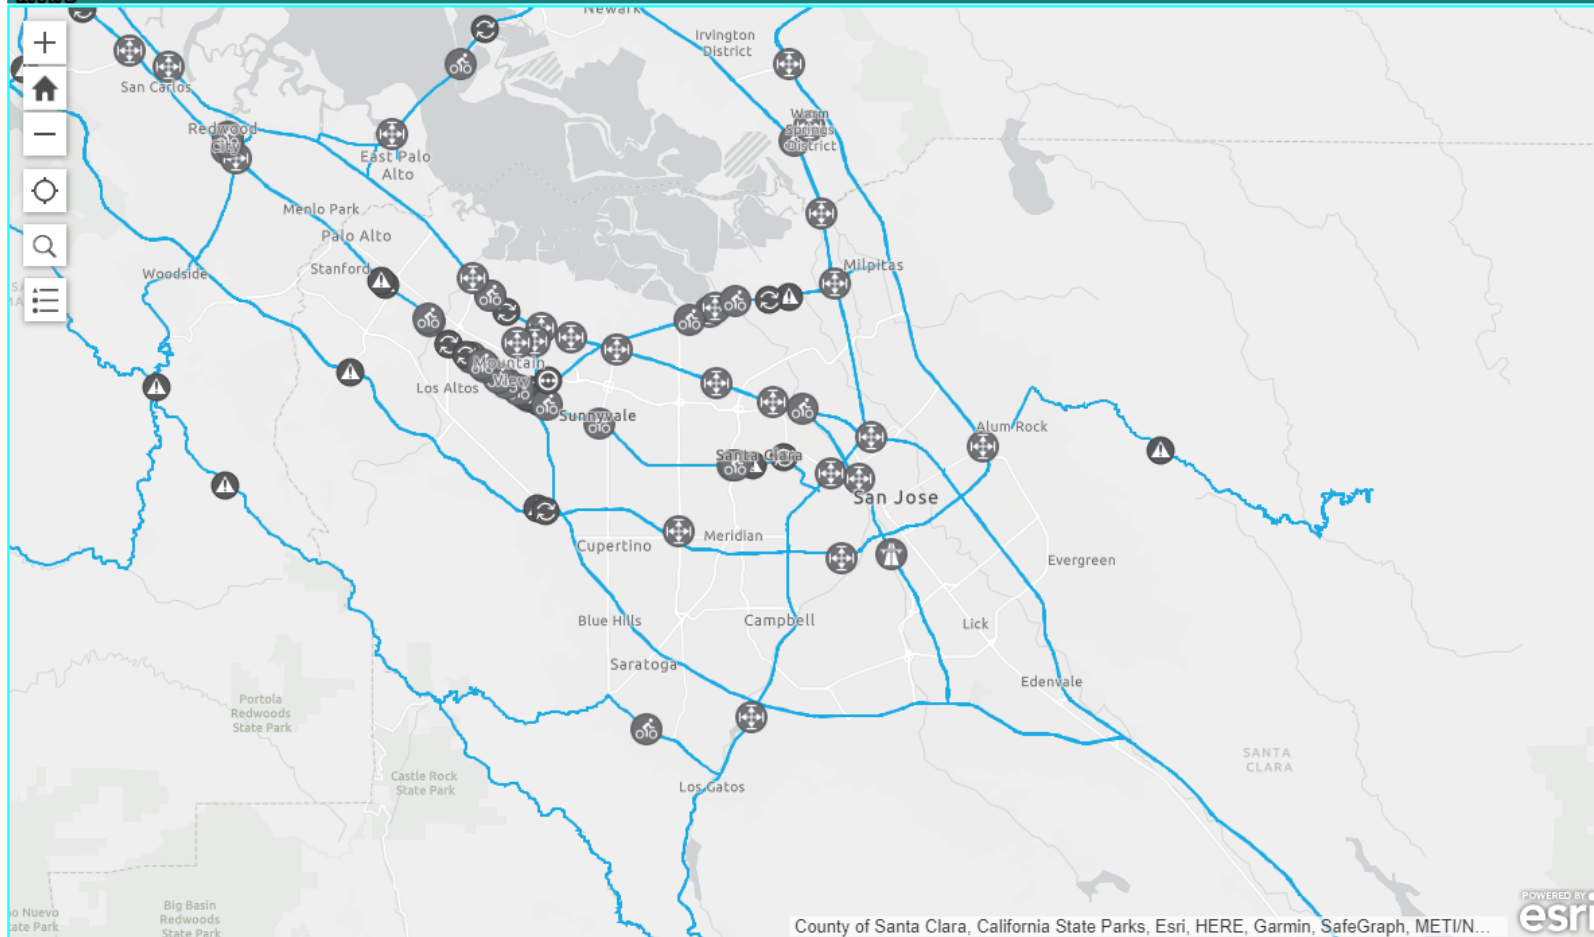 Newark
Irvington
District
San Carlos
Warm
Springs
District
Redwood
City
East Palo
Alto
Menlo Park
Palo Alto
Stanford
Milpitas
Woodside
Mountain
View
Los Altos
Sunnyvale
Alum Rock
Santa Clara
San Jose
Meridian
Cupertino
Evergreen
Blue Hills
Campbell
Lick
Saratoga
Edenvale
Portola
Redwoods
State Park
SANTA
CLARA
Castle Rock
State Park
Los Gatos
Big Basin
Redwoods
State Park
o Nuevo
ate Park
POWERED BY
esri
County of Santa Clara, California State Parks, Esri, HERE, Garmin, SafeGraph, METI/N...